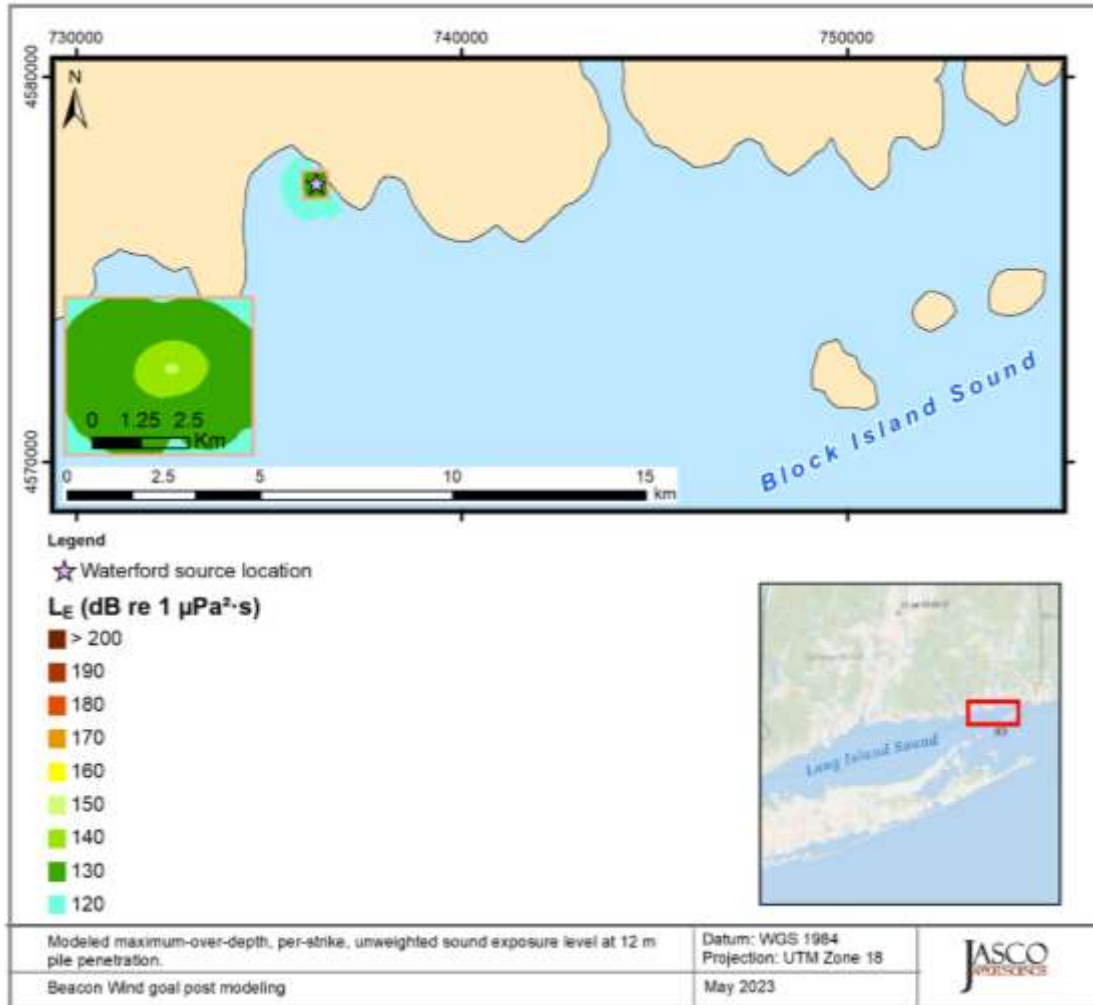 730000 740000 750000
4580000
N
4570000
0 1.25 2.5
Km
0 2.5 5 10 15
km
Block Island Sound
Legend
Waterford source location
LE (dB re 1 µPa²·s)
> 200
190
180
170
160
150
140
130
120
Long Island Sound
Modeled maximum-over-depth, per-strike, unweighted sound exposure level at 12 m
pile penetration.
Datum: WGS 1984
Projection: UTM Zone 18
Beacon Wind goal post modeling
May 2023
JASCO
APPLIED SCIENCES